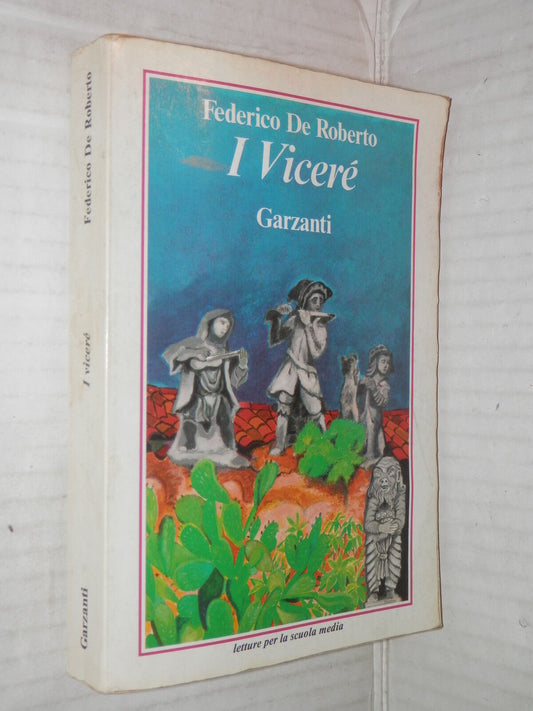 Federico De Roberto
I Viceré
Garzanti
letture per la scuola media
Federico De Roberto
I viceré
Garzanti